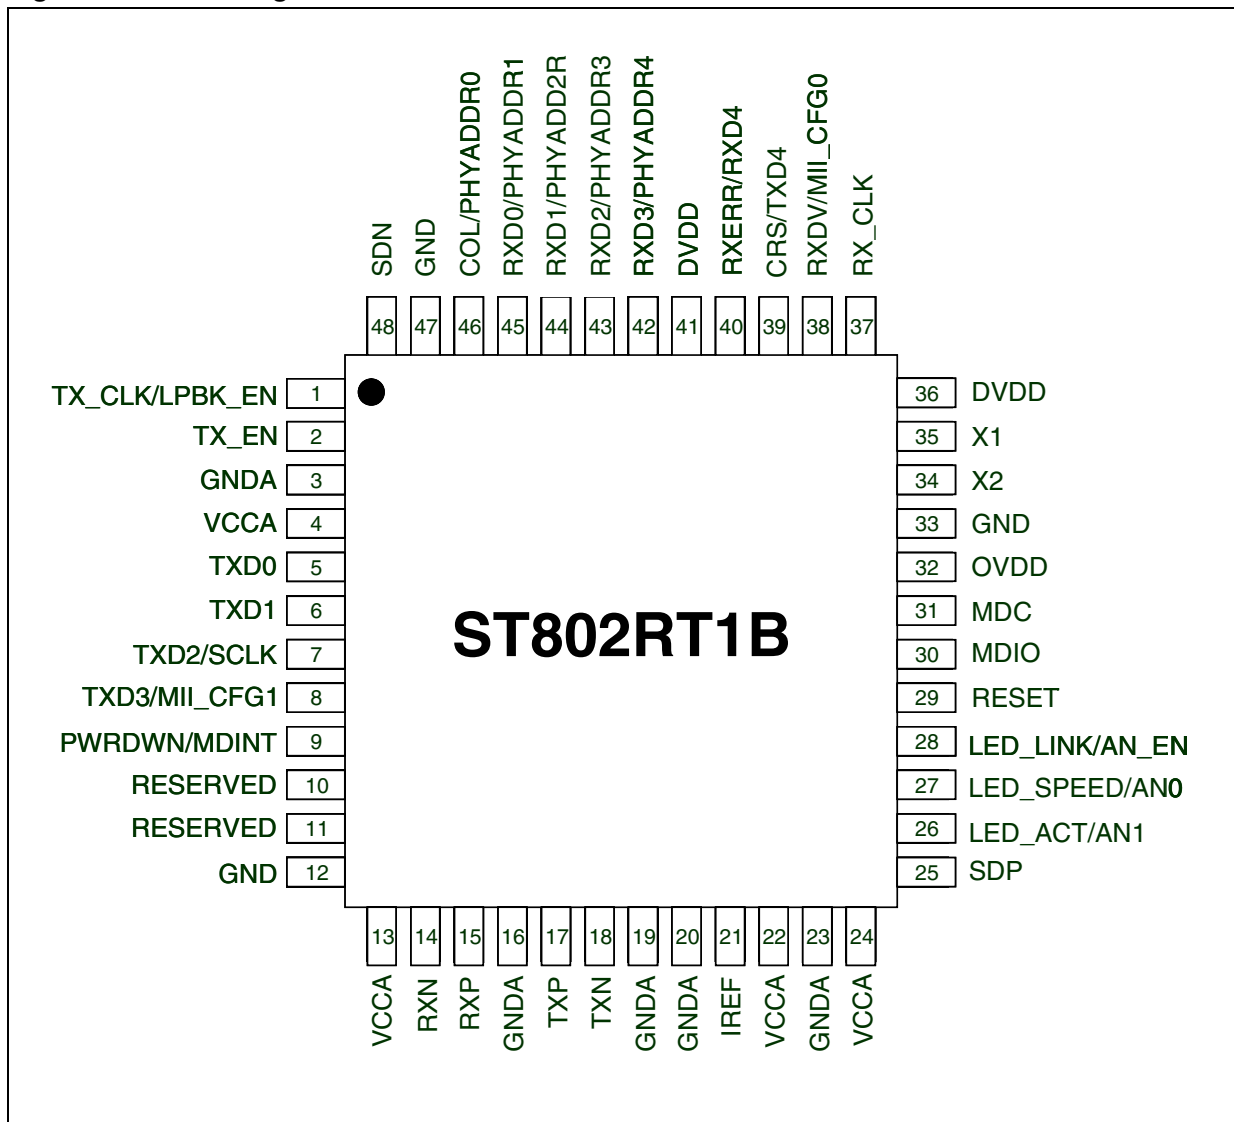 SDN
GND
COL/PHYADDR0
RXD0/PHYADDR1
RXD1/PHYADD2R
RXD2/PHYADDR3
RXD3/PHYADDR4
DVDD
RXERR/RXD4
CRS/TXD4
RXDV/MII_CFG0
RX_CLK
48 47 46 45 44 43 42 41 40 39 38 37
TX_CLK/LPBK_EN 1
TX_EN 2
GNDA 3
VCCA 4
TXD0 5
TXD1 6
TXD2/SCLK 7
TXD3/MII_CFG1 8
PWRDWN/MDINT 9
RESERVED 10
RESERVED 11
GND 12
ST802RT1B
36 DVDD
35 X1
34 X2
33 GND
32 OVDD
31 MDC
30 MDIO
29 RESET
28 LED_LINK/AN_EN
27 LED_SPEED/AN0
26 LED_ACT/AN1
25 SDP
13 14 15 16 17 18 19 20 21 22 23 24
VCCA
RXN
RXP
GNDA
TXP
TXN
GNDA
GNDA
IREF
VCCA
GNDA
VCCA